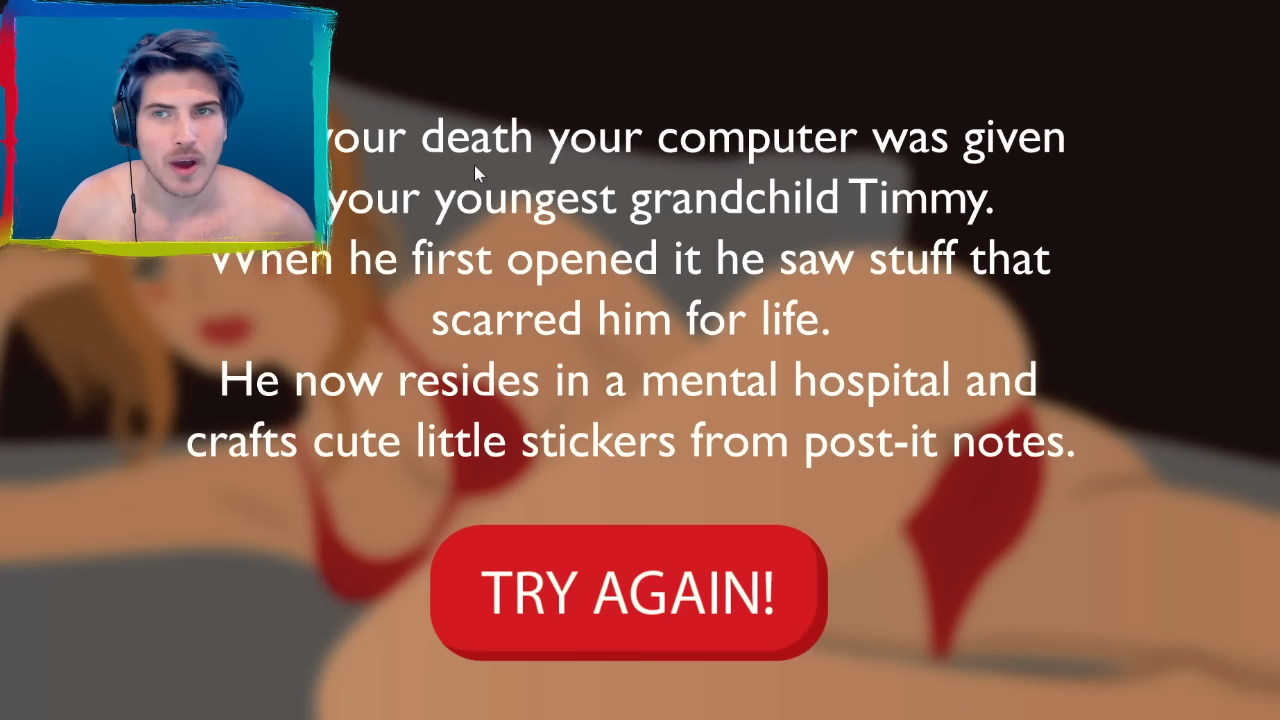 your death your computer was given
your youngest grandchild Timmy.
When he first opened it he saw stuff that
scarred him for life.
He now resides in a mental hospital and
crafts cute little stickers from post-it notes.
TRY AGAIN!